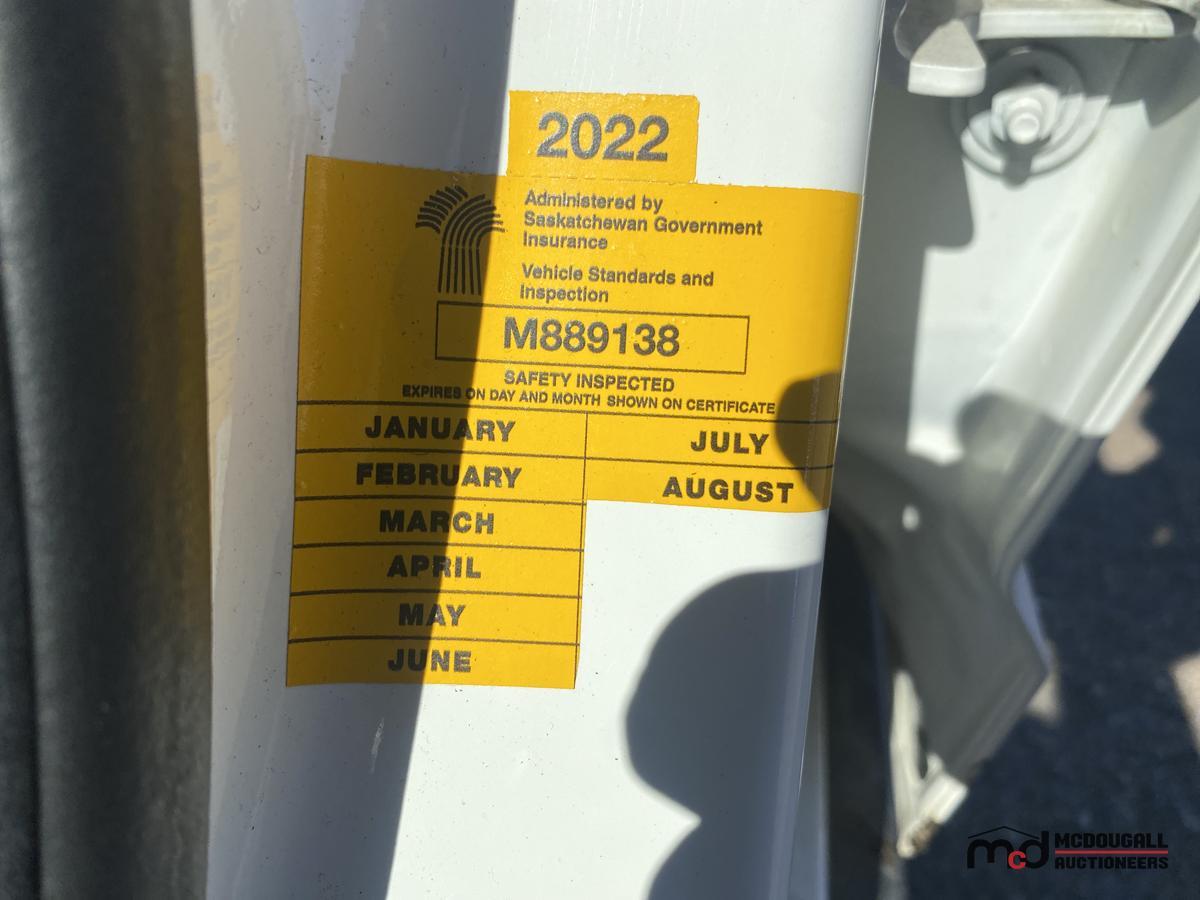 2022
Administered by
Saskatchewan Government
Insurance
Vehicle Standards and
Inspection
M889138
SAFETY INSPECTED
EXPIRES ON DAY AND MONTH SHOWN ON CERTIFICATE
JANUARY
FEBRUARY
MARCH
APRIL
MAY
JUNE
JULY
AUGUST
mcd MCDOUGALL
AUCTIONEERS